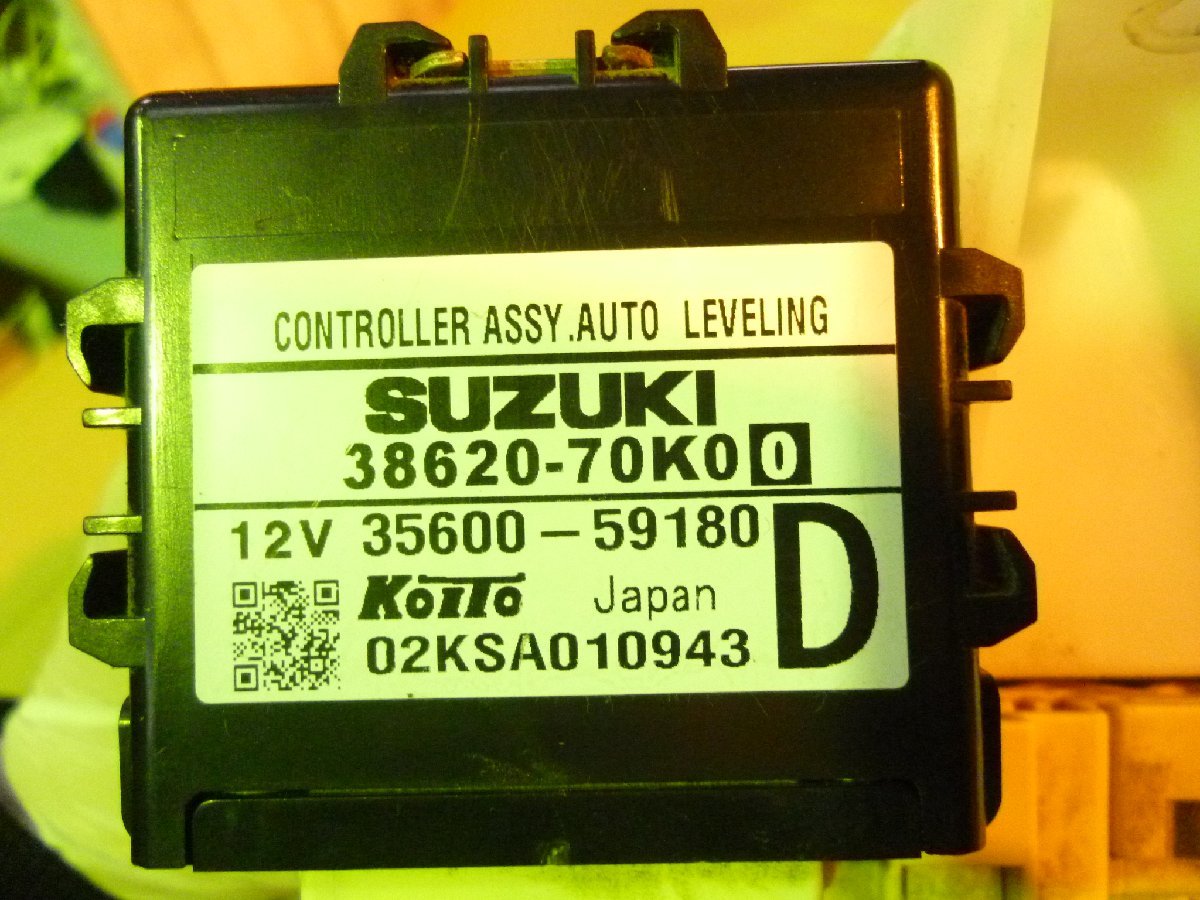 CONTROLLER ASSY.AUTO LEVELING
SUZUKI
38620-70K00
12V 35600-59180 D
KOITO Japan
02KSA010943